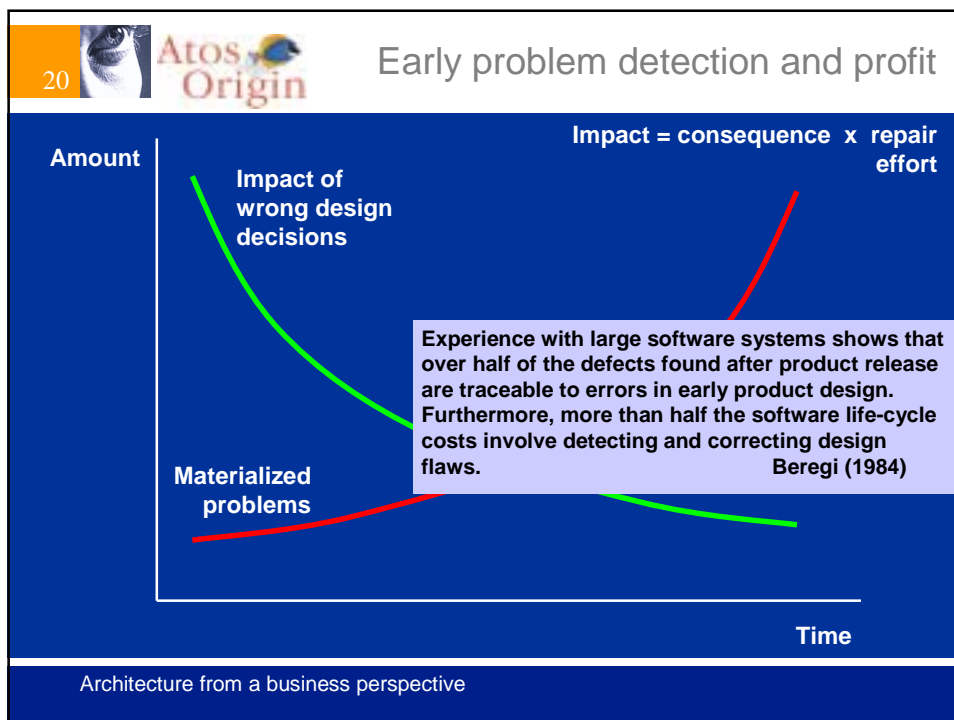 20
Atos
Origin
Early problem detection and profit
Impact = consequence x repair
effort
Amount
Impact of
wrong design
decisions
Experience with large software systems shows that
over half of the defects found after product release
are traceable to errors in early product design.
Furthermore, more than half the software life-cycle
costs involve detecting and correcting design
flaws. Beregi (1984)
Materialized
problems
Time
Architecture from a business perspective